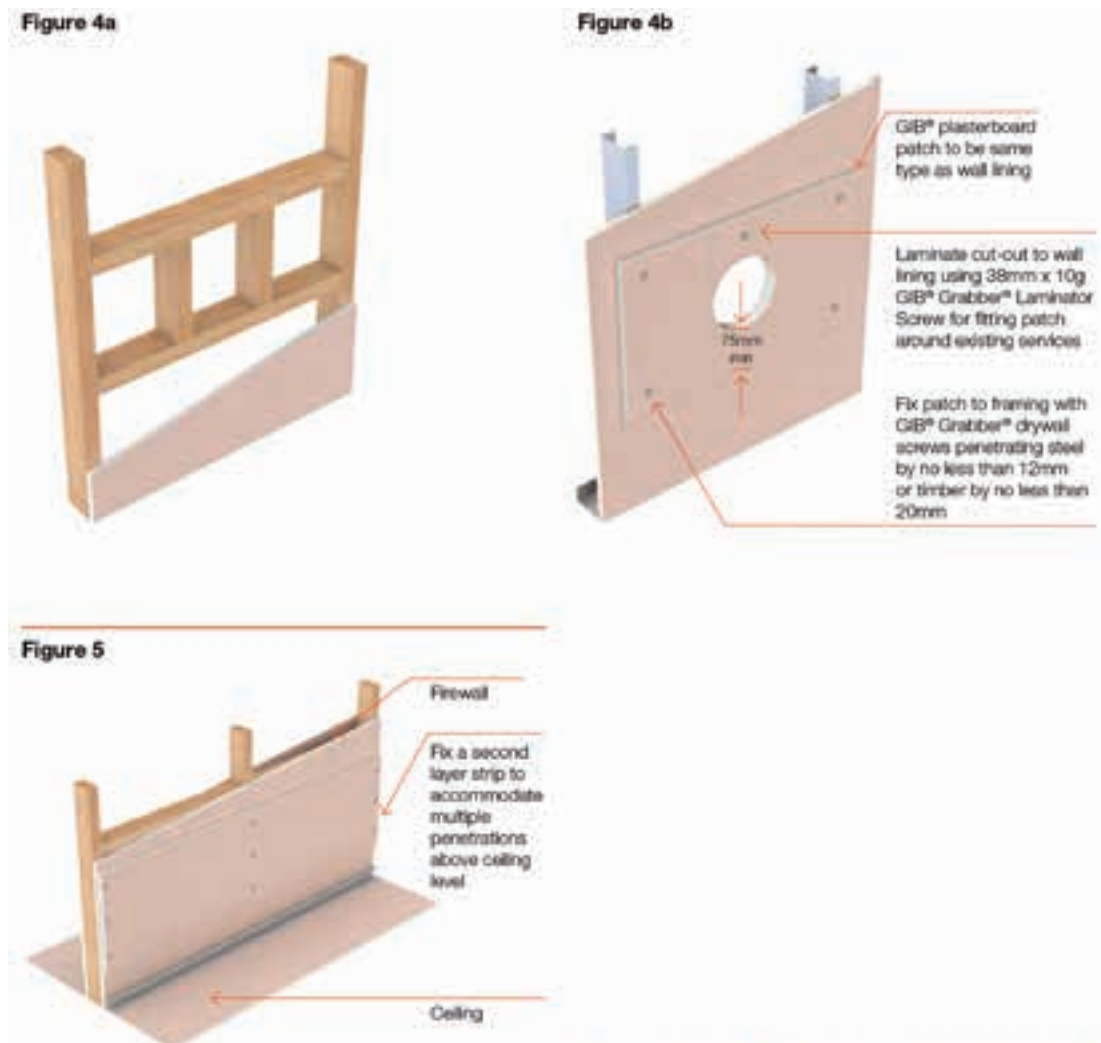 Figure 4a
Figure 4b
GIB® plasterboard
patch to be same
type as wall lining
Laminate cut-out to wall
lining using 38mm x 10g
GIB® Grabber® Laminator
Screw for fitting patch
around existing services
75mm
min
Fix patch to framing with
GIB® Grabber® drywall
screws penetrating steel
by no less than 12mm
or timber by no less than
20mm
Figure 5
Firewall
Fix a second
layer strip to
accommodate
multiple
penetrations
above ceiling
level
Ceiling